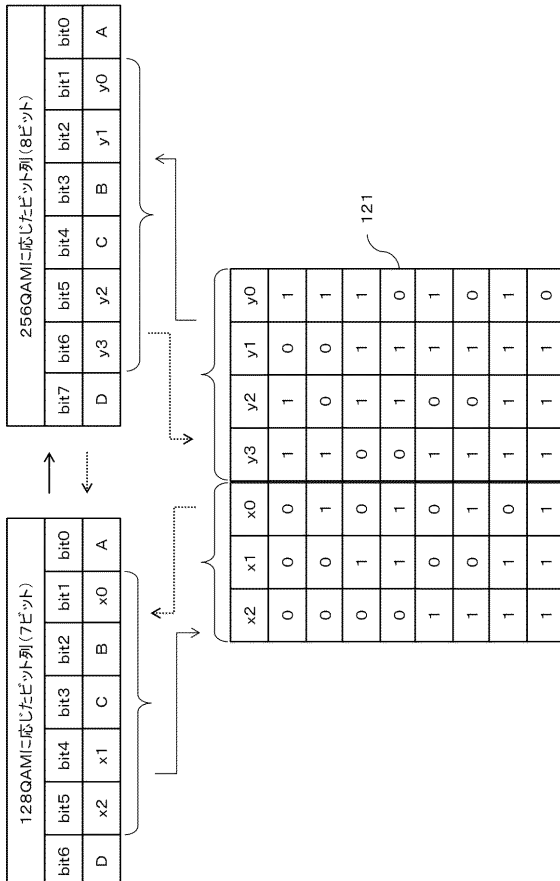 128QAMに応じたビット列(7ビット)
bit6 bit5 bit4 bit3 bit2 bit1 bit0
D x2 x1 C B x0 A
256QAMに応じたビット列(8ビット)
bit7 bit6 bit5 bit4 bit3 bit2 bit1 bit0
D y3 y2 C B y1 y0 A
x2 x1 x0 y3 y2 y1 y0
0 0 0 1 1 0 1
0 0 1 1 0 0 1
0 1 0 0 1 1 1
0 1 1 0 1 1 0
1 0 0 1 0 1 1
1 0 1 1 0 1 0
1 1 0 1 1 1 1
1 1 1 1 1 1 0
121